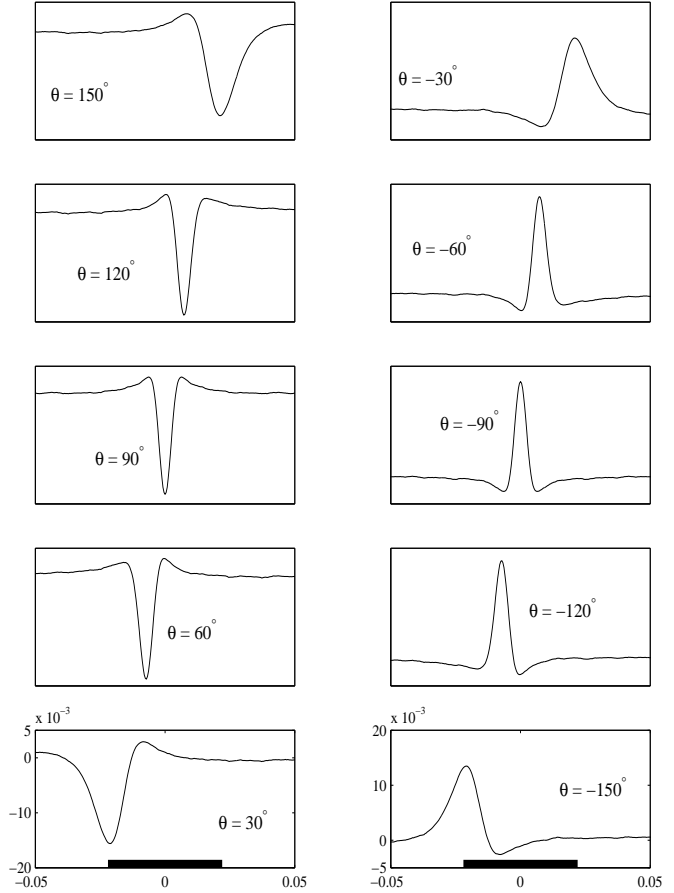 θ = 150°
θ = −30°
θ = 120°
θ = −60°
θ = 90°
θ = −90°
θ = 60°
θ = −120°
x 10⁻³
5
0
−10
−20
θ = 30°
−0.05 0 0.05
x 10⁻³
20
10
0
−5
θ = −150°
−0.05 0 0.05